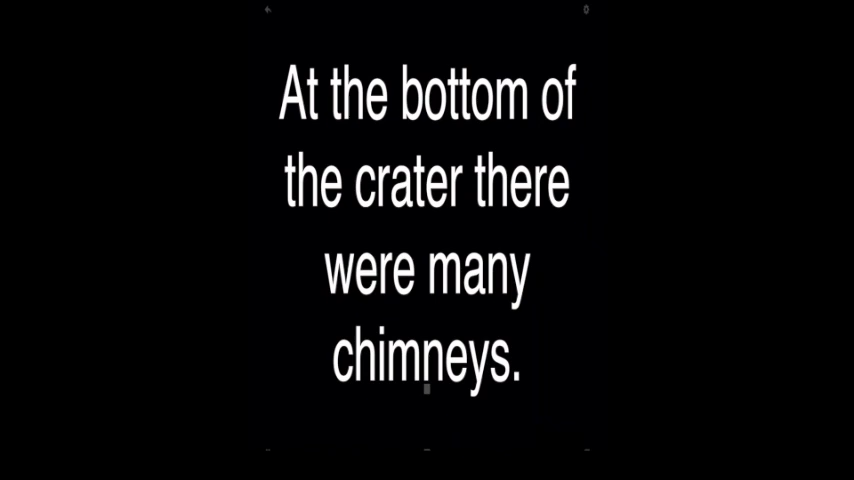 At the bottom of
the crater there
were many
chimneys.